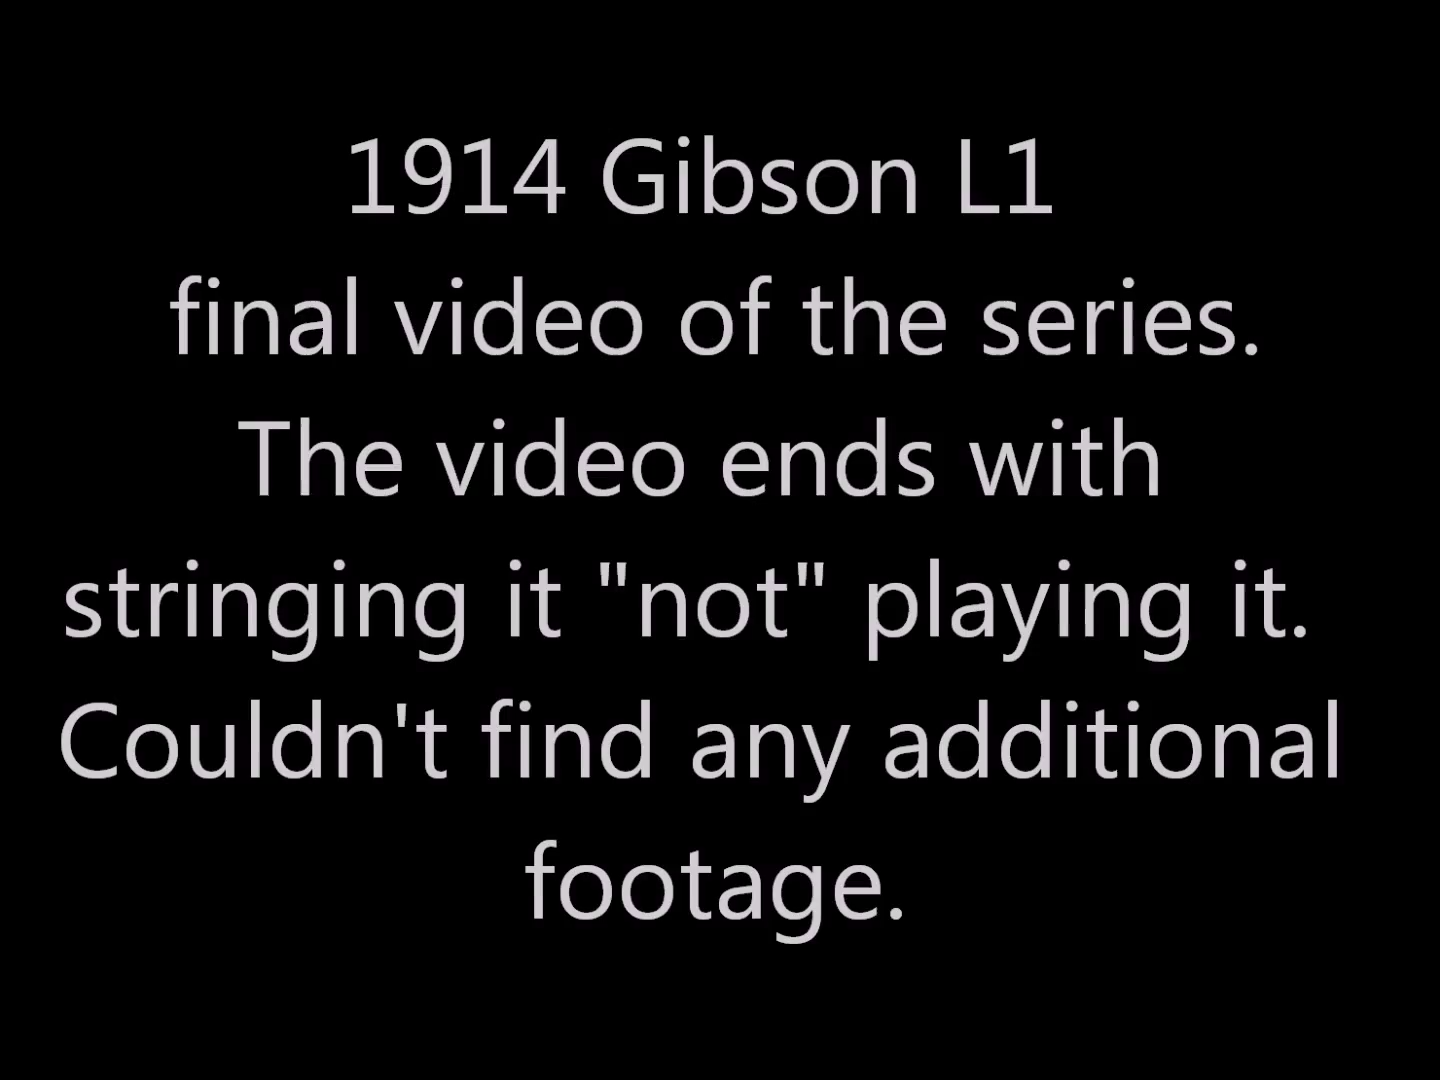 1914 Gibson L1
final video of the series.
The video ends with
stringing it "not" playing it.
Couldn't find any additional
footage.